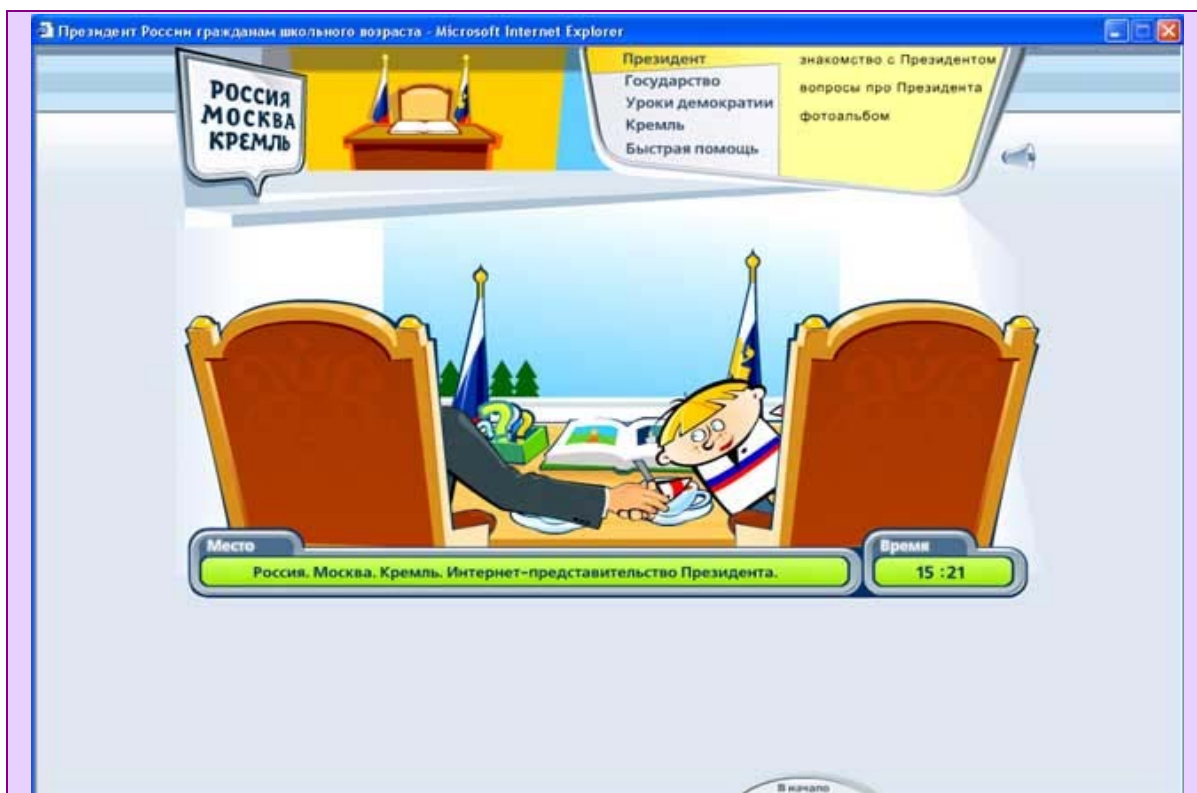 Президент России гражданам школьного возраста - Microsoft Internet Explorer
РОССИЯ
МОСКВА
КРЕМЛЬ
Президент
Государство
Уроки демократии
Кремль
Быстрая помощь
знакомство с Президентом
вопросы про Президента
фотоальбом
Место
Россия. Москва. Кремль. Интернет-представительство Президента.
Время
15 :21
В начало